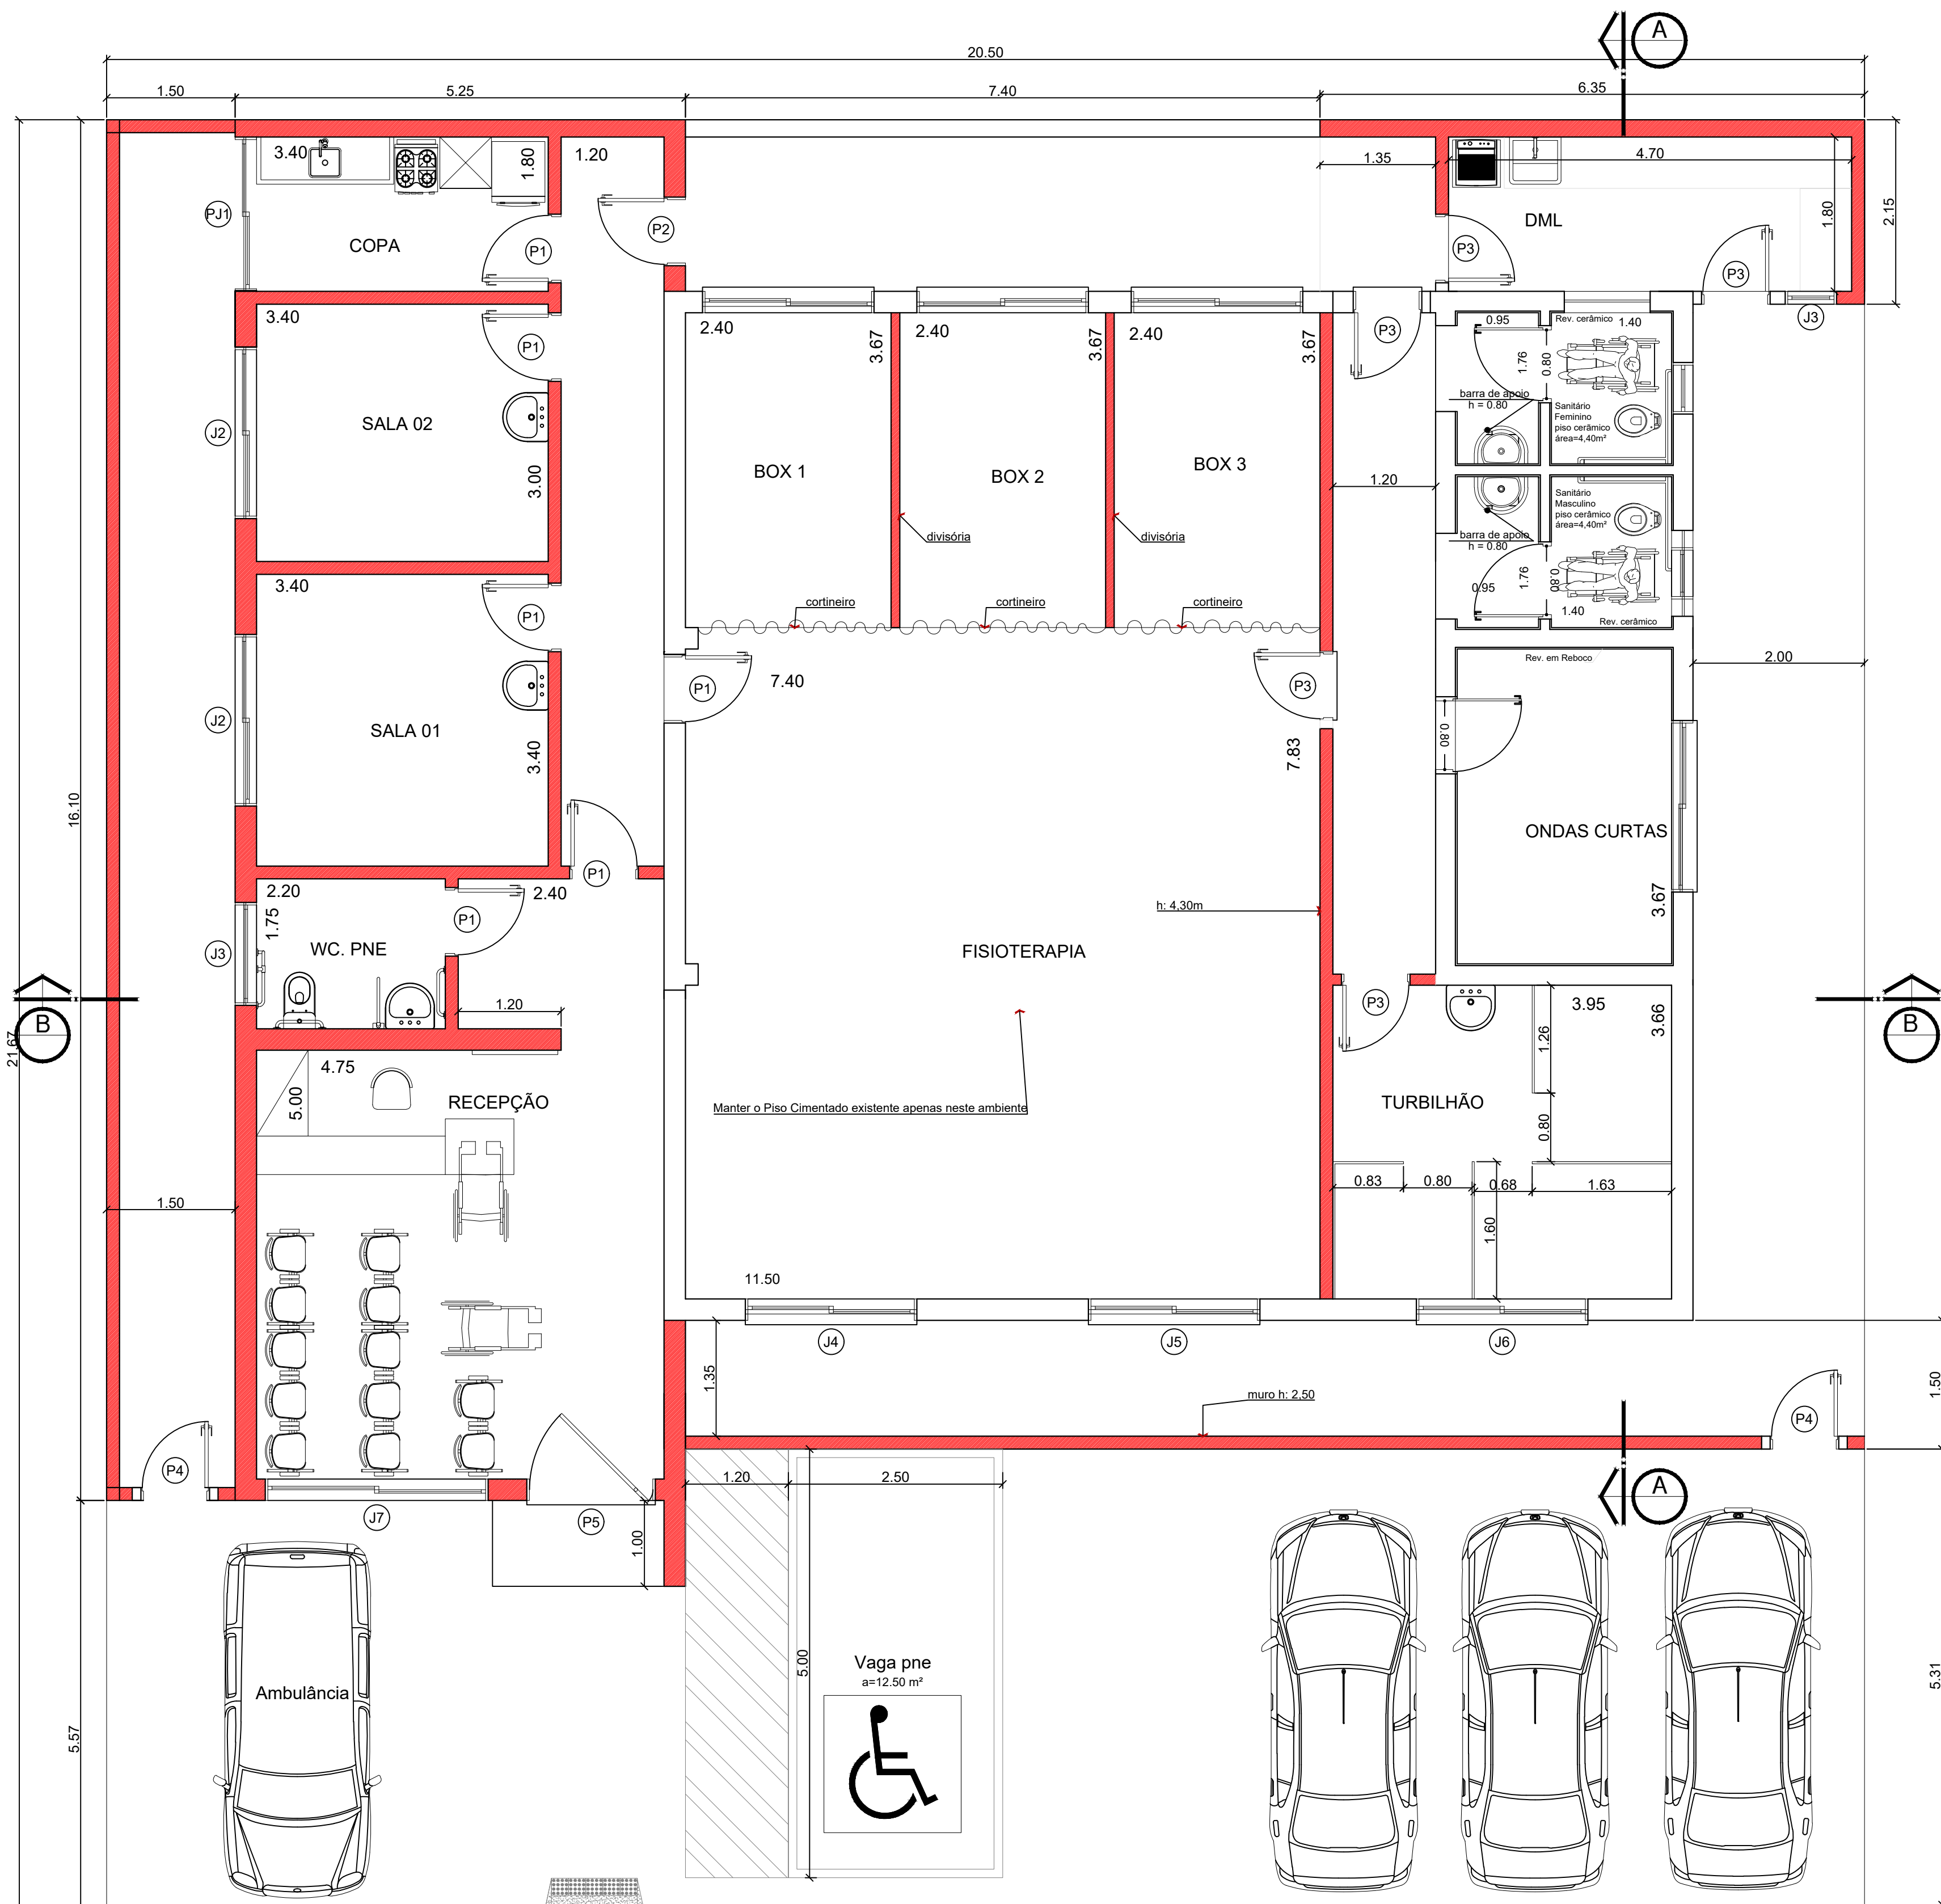 A
20.50
1.50
5.25
7.40
6.35
3.40
1.80
1.20
1.35
4.70
PJ1
COPA
P1
P2
P3
DML
P3
1.80
2.15
J3
3.40
P1
2.40
3.67
2.40
3.67
2.40
3.67
P3
0.95
Rev. cerâmico
1.40
1.76
0.80
barra de apoio
h = 0.80
Sanitário
Feminino
piso cerâmico
área=4,40m²
J2
SALA 02
3.00
BOX 1
BOX 2
BOX 3
1.20
divisória
divisória
Sanitário
Masculino
piso cerâmico
área=4,40m²
barra de apoio
h = 0.80
0.95
1.76
0.80
1.40
Rev. cerâmico
3.40
P1
cortineiro
cortineiro
cortineiro
Rev. em Reboco
2.00
J2
SALA 01
3.40
P1
7.40
P3
7.83
0.80
16.10
ONDAS CURTAS
3.67
P1
2.20
1.75
P1
2.40
h: 4,30m
J3
WC. PNE
FISIOTERAPIA
1.20
P3
3.95
3.66
1.26
B
21.67
B
4.75
5.00
RECEPÇÃO
Manter o Piso Cimentado existente apenas neste ambiente
TURBILHÃO
0.80
0.83
0.80
0.68
1.63
1.60
1.50
11.50
J4
J5
J6
1.35
muro h: 2,50
1.50
P4
P4
1.20
2.50
A
J7
P5
1.00
5.00
Vaga pne
a=12.50 m²
Ambulância
5.57
5.31